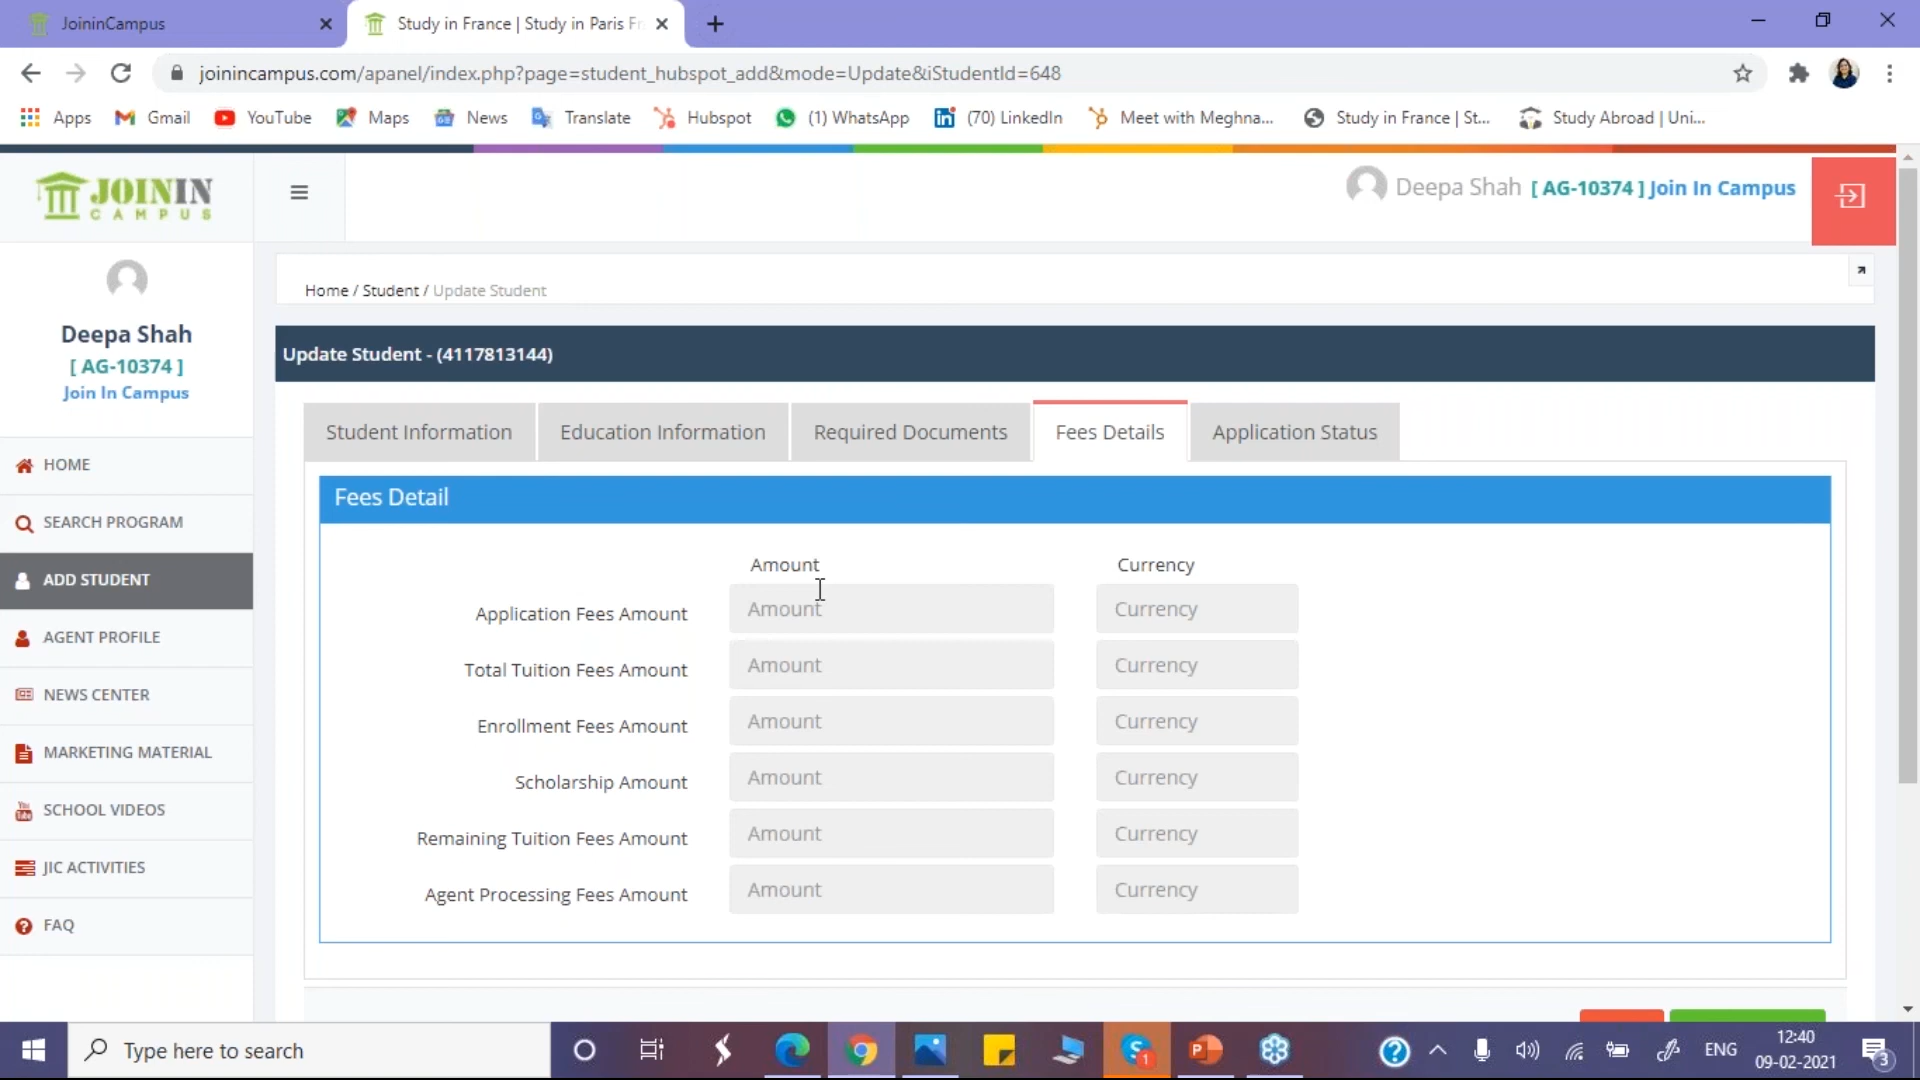 JoininCampus
Study in France | Study in Paris Fr
joinincampus.com/apanel/index.php?page=student_hubspot_add&mode=Update&iStudentId=648
Apps Gmail YouTube Maps News Translate Hubspot (1) WhatsApp (70) LinkedIn Meet with Meghna... Study in France | St... Study Abroad | Uni...
JOININ
CAMPUS
Deepa Shah [ AG-10374 ] Join In Campus
Deepa Shah
[ AG-10374 ]
Join In Campus
HOME
SEARCH PROGRAM
ADD STUDENT
AGENT PROFILE
NEWS CENTER
MARKETING MATERIAL
SCHOOL VIDEOS
JIC ACTIVITIES
FAQ
Home / Student / Update Student
Update Student - (4117813144)
Student Information Education Information Required Documents Fees Details Application Status
Fees Detail
Amount Currency
Application Fees Amount Amount Currency
Total Tuition Fees Amount Amount Currency
Enrollment Fees Amount Amount Currency
Scholarship Amount Amount Currency
Remaining Tuition Fees Amount Amount Currency
Agent Processing Fees Amount Amount Currency
Type here to search
1
ENG
12:40
09-02-2021
3